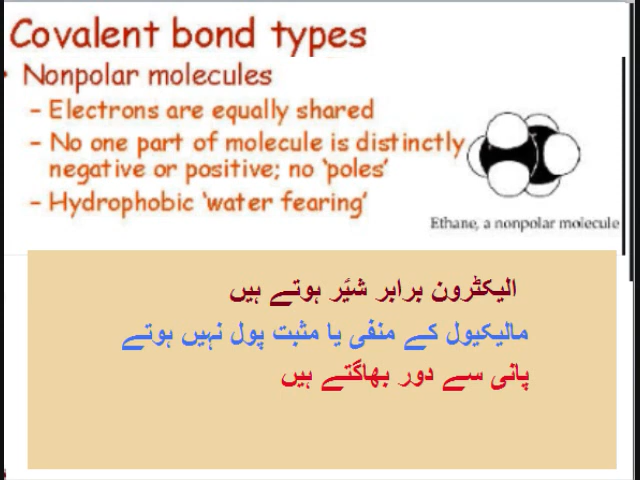 Covalent bond types
• Nonpolar molecules
– Electrons are equally shared
– No one part of molecule is distinctly
negative or positive; no ‘poles’
– Hydrophobic ‘water fearing’
Ethane, a nonpolar molecule
الیکٹرون برابر شیٔر ہوتے ہیں
مالیکیول کے منفی یا مثبت پول نہیں ہوتے
پانی سے دور بھاگتے ہیں